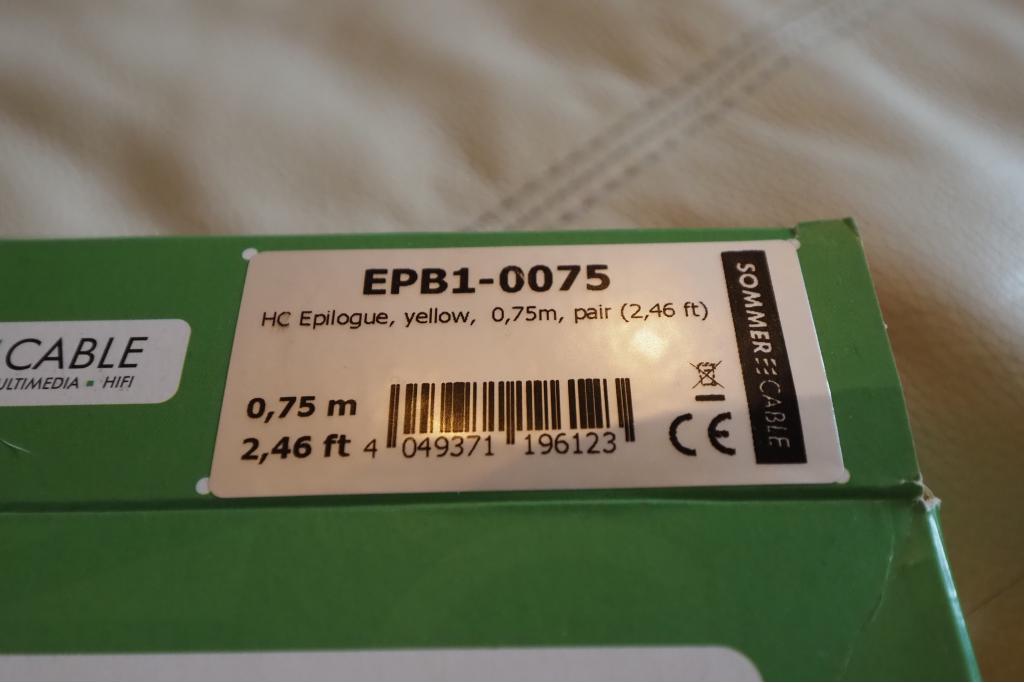 EPB1-0075
HC Epilogue, yellow, 0,75m, pair (2,46 ft)
0,75 m
2,46 ft
4 049371 196123
CE
SOMMER CABLE
CABLE
ULTIMEDIA ▪ HIFI